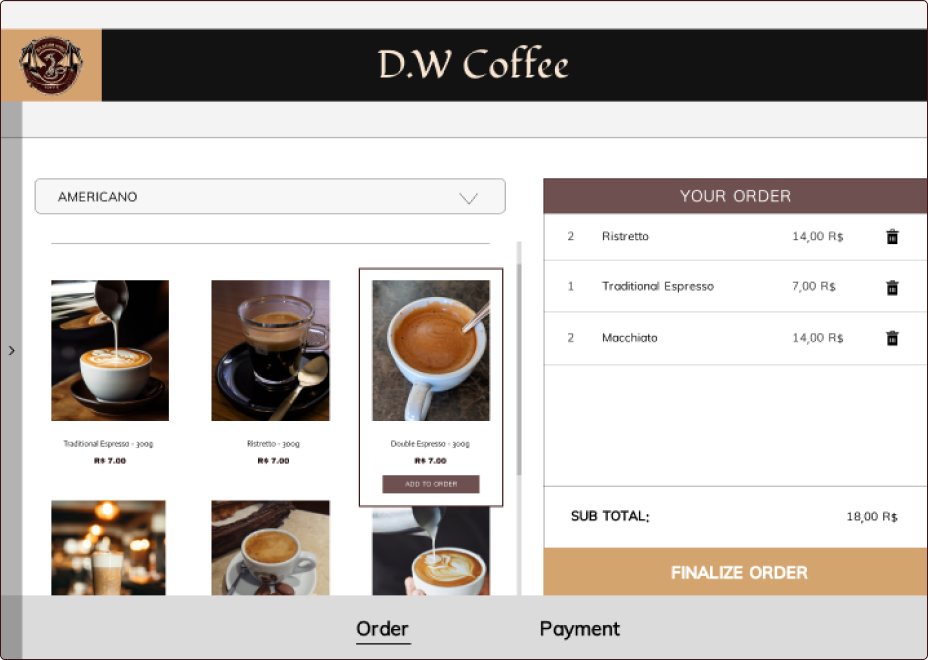 D.W Coffee
AMERICANO
Traditional Espresso - 300g
R$ 7.00
Ristretto - 300g
R$ 7.00
Double Espresso - 300g
R$ 7.00
ADD TO ORDER
YOUR ORDER
2 Ristretto 14,00 R$
1 Traditional Espresso 7,00 R$
2 Macchiato 14,00 R$
SUB TOTAL: 18,00 R$
FINALIZE ORDER
Order Payment